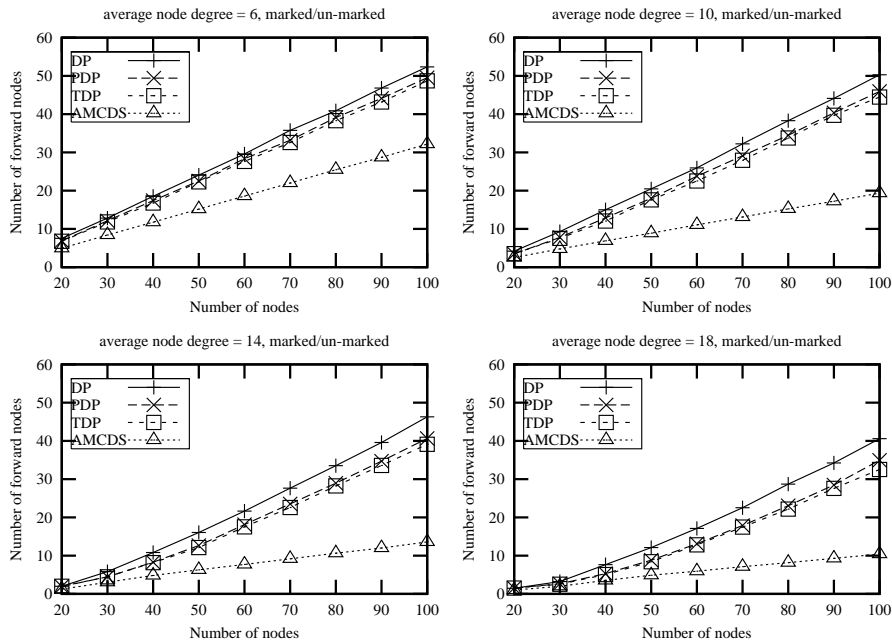 average node degree = 6, marked/un-marked
Number of forward nodes
60
50
40
30
20
10
0
DP
PDP
TDP
AMCDS
20 30 40 50 60 70 80 90 100
Number of nodes
average node degree = 10, marked/un-marked
Number of forward nodes
60
50
40
30
20
10
0
DP
PDP
TDP
AMCDS
20 30 40 50 60 70 80 90 100
Number of nodes
average node degree = 14, marked/un-marked
Number of forward nodes
60
50
40
30
20
10
0
DP
PDP
TDP
AMCDS
20 30 40 50 60 70 80 90 100
Number of nodes
average node degree = 18, marked/un-marked
Number of forward nodes
60
50
40
30
20
10
0
DP
PDP
TDP
AMCDS
20 30 40 50 60 70 80 90 100
Number of nodes